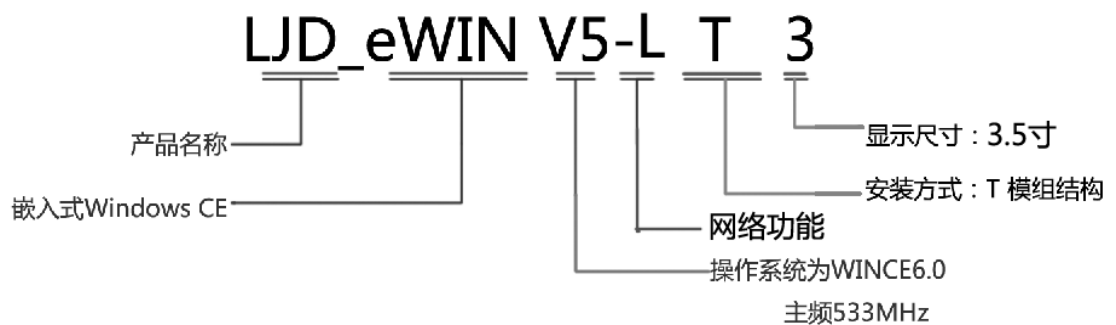 LJD_eWIN V5-L T 3
显示尺寸：3.5寸
产品名称
安装方式：T 模组结构
嵌入式Windows CE
网络功能
操作系统为WINCE6.0
主频533MHz